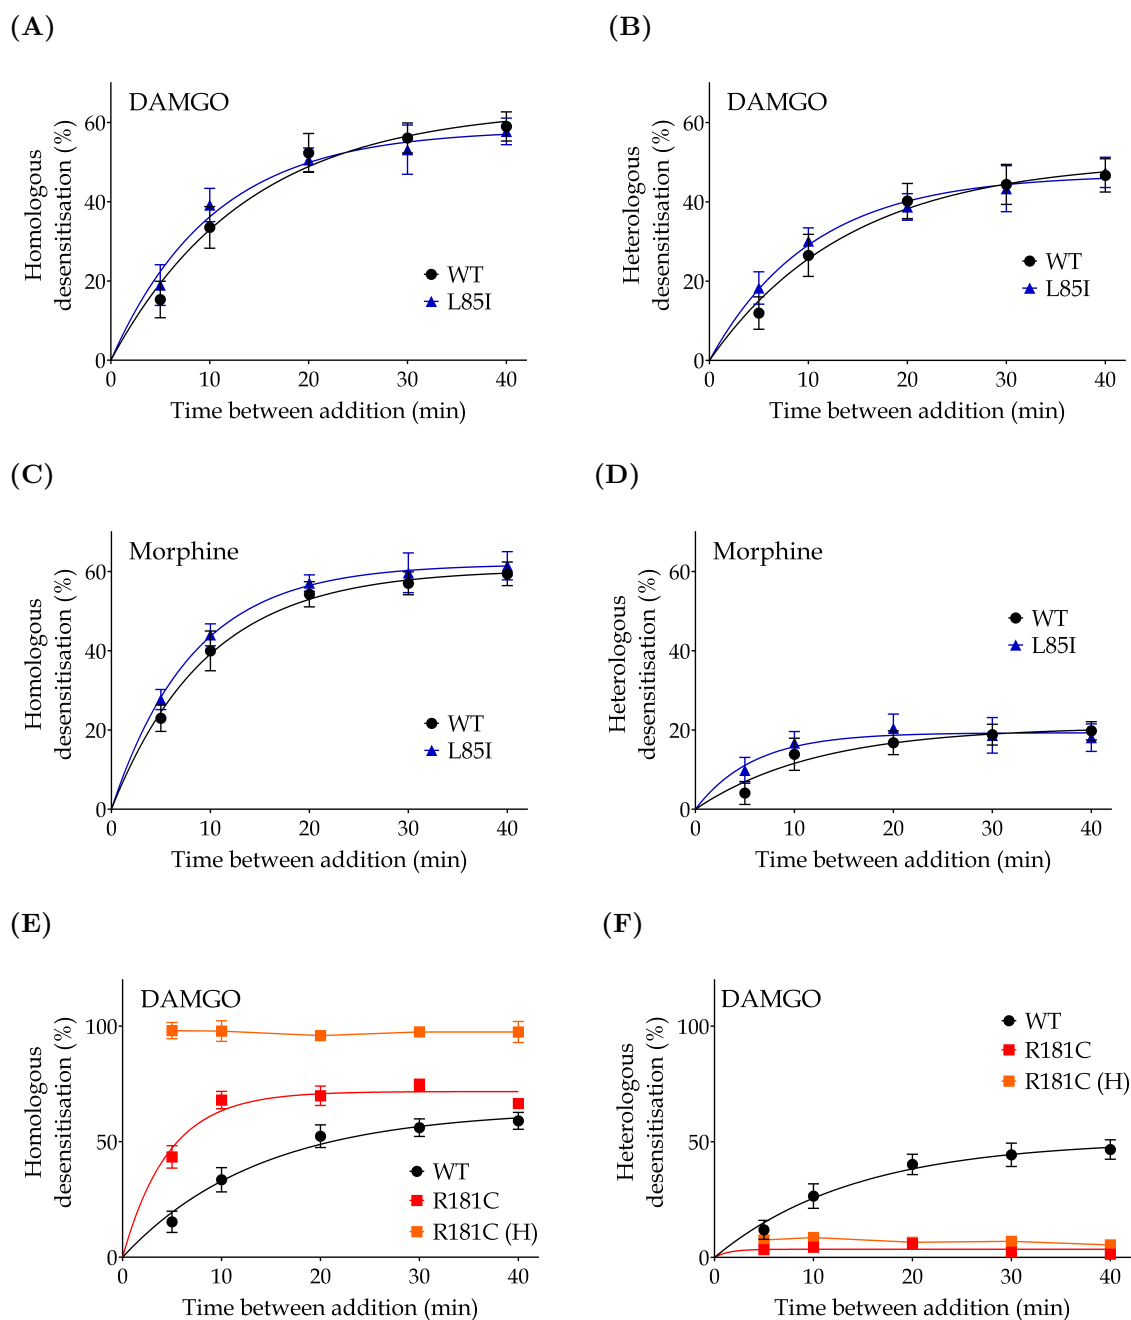 (A)
DAMGO
Homologous
desensitisation (%)
60
40
20
0
WT
L85I
0 10 20 30 40
Time between addition (min)
(B)
DAMGO
Heterologous
desensitisation (%)
60
40
20
0
WT
L85I
0 10 20 30 40
Time between addition (min)
(C)
Morphine
Homologous
desensitisation (%)
60
40
20
0
WT
L85I
0 10 20 30 40
Time between addition (min)
(D)
Morphine
Heterologous
desensitisation (%)
60
40
20
0
WT
L85I
0 10 20 30 40
Time between addition (min)
(E)
DAMGO
Homologous
desensitisation (%)
100
50
0
WT
R181C
R181C (H)
0 10 20 30 40
Time between addition (min)
(F)
DAMGO
Heterologous
desensitisation (%)
100
50
0
WT
R181C
R181C (H)
0 10 20 30 40
Time between addition (min)